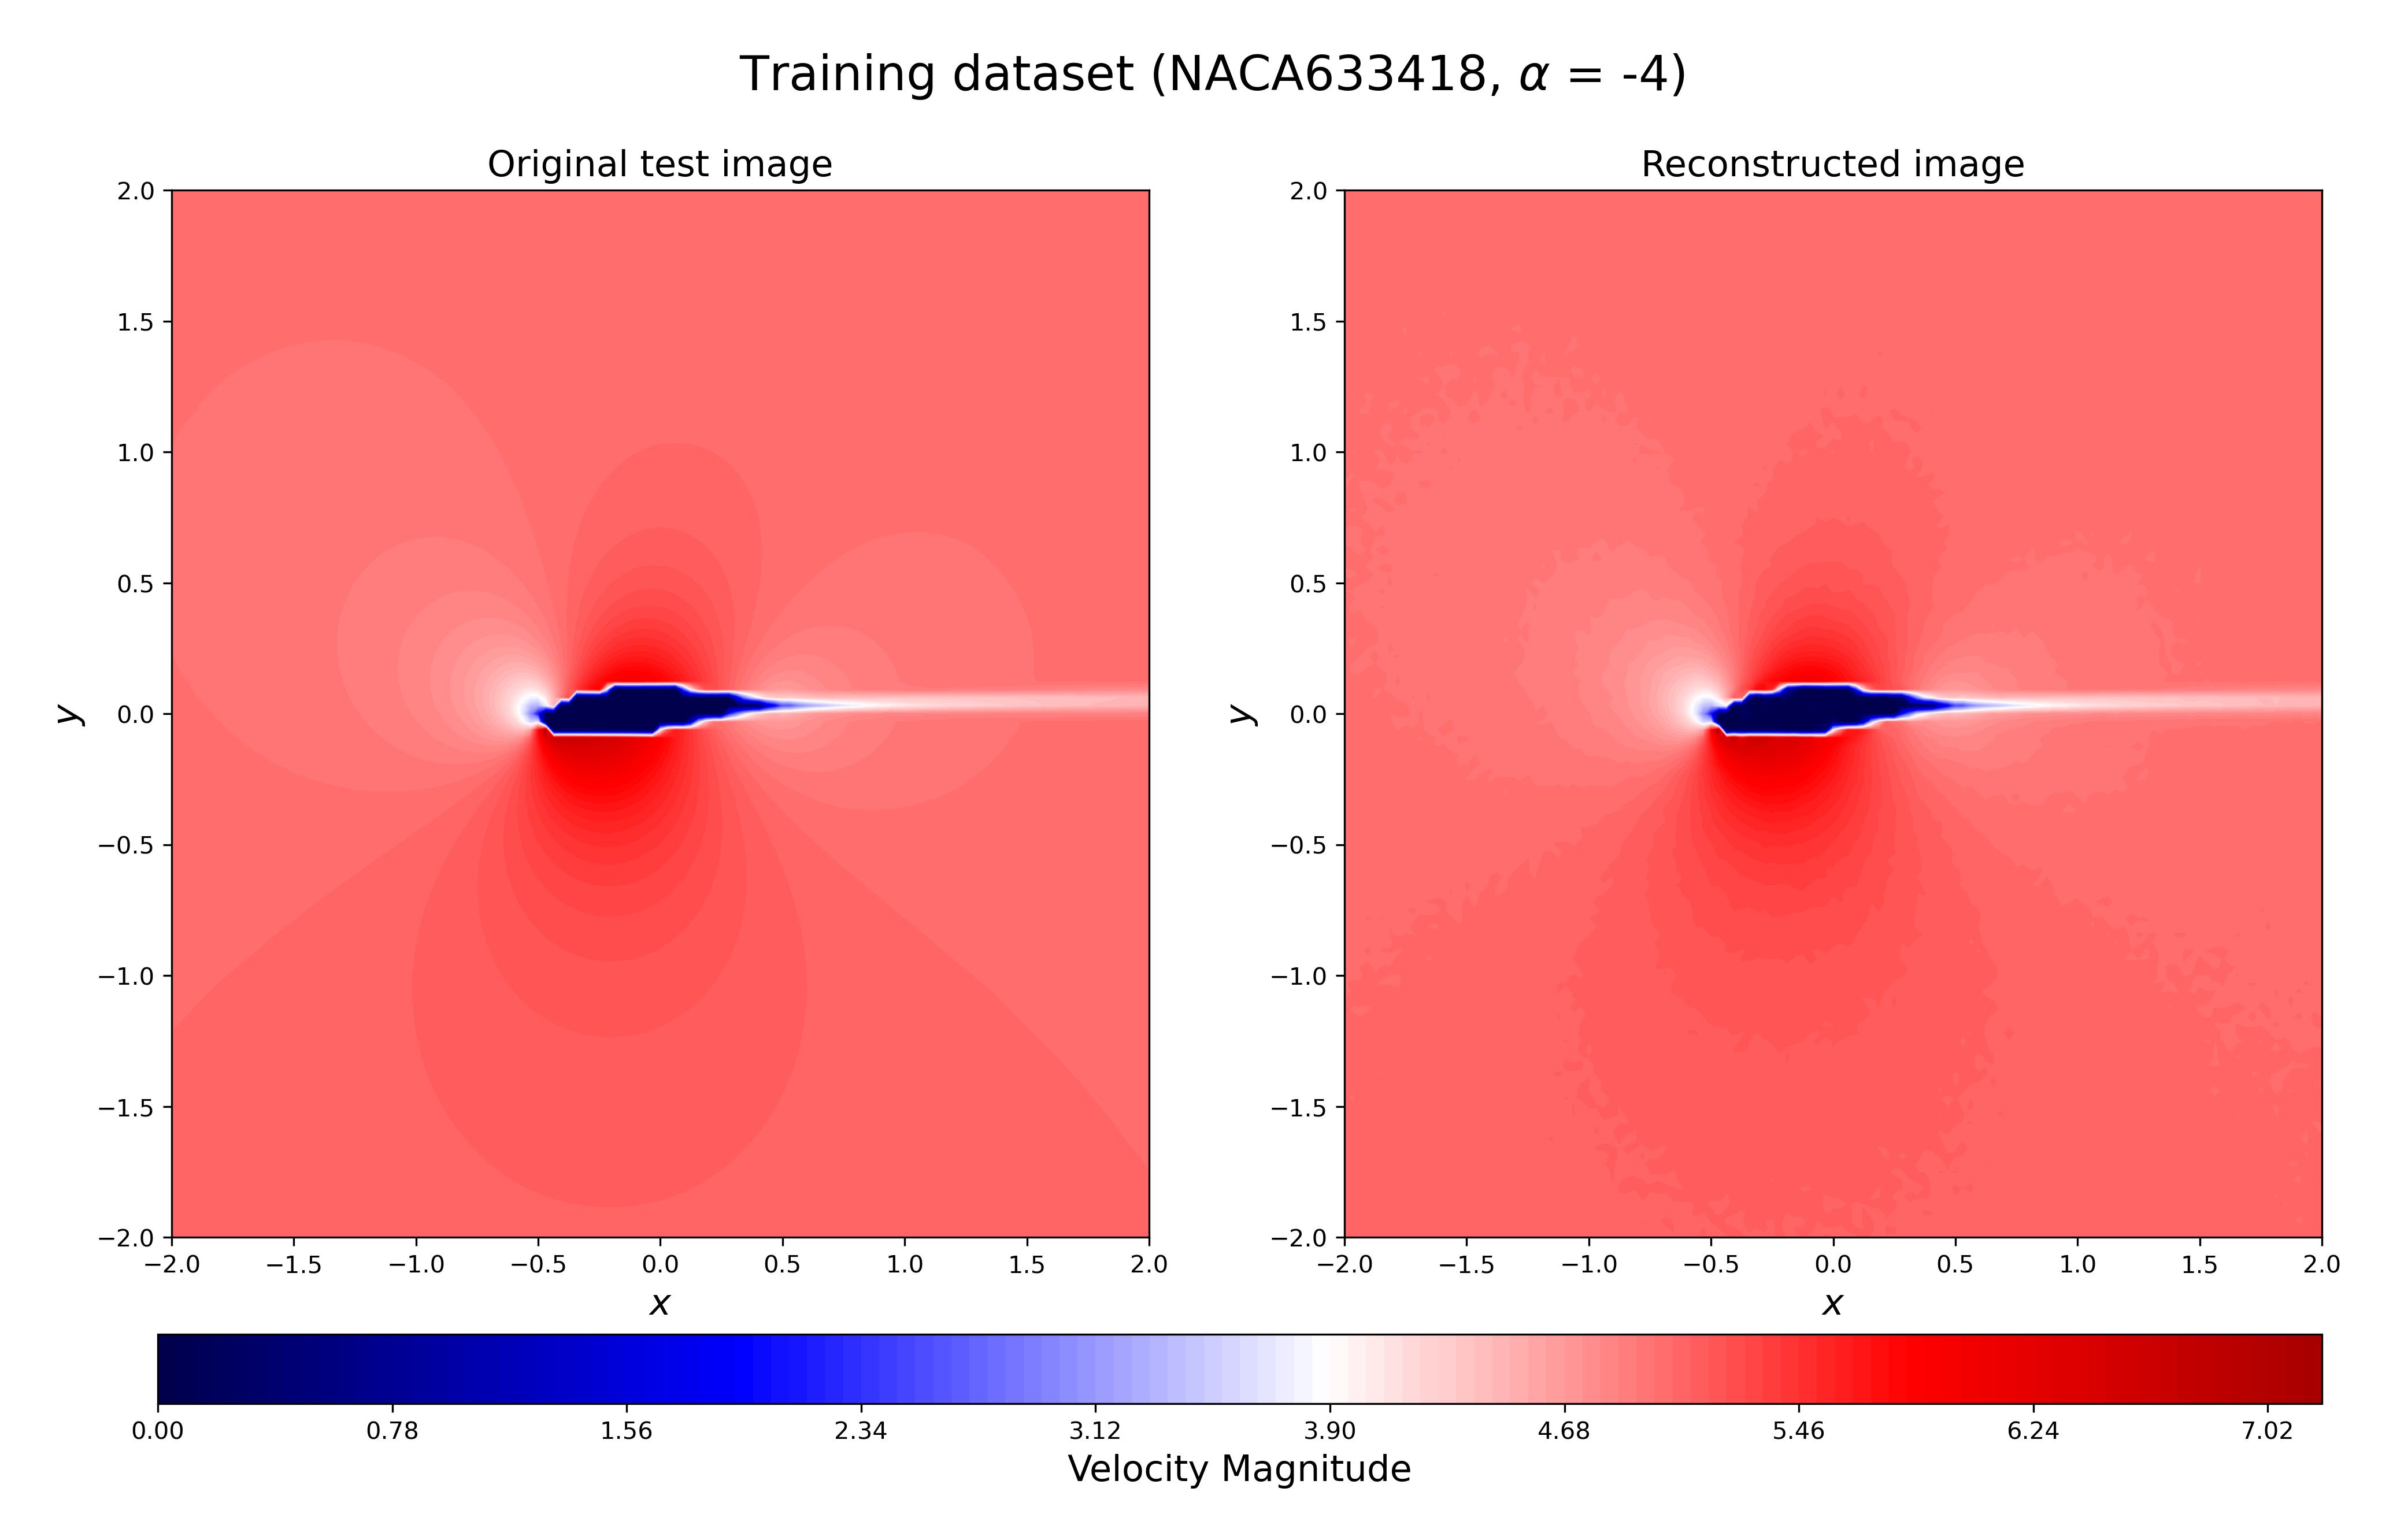 Training dataset (NACA633418, α = -4)
Original test image
Reconstructed image
2.0
1.5
1.0
0.5
0.0
−0.5
−1.0
−1.5
−2.0
y
−2.0 −1.5 −1.0 −0.5 0.0 0.5 1.0 1.5 2.0
x
2.0
1.5
1.0
0.5
0.0
−0.5
−1.0
−1.5
−2.0
y
−2.0 −1.5 −1.0 −0.5 0.0 0.5 1.0 1.5 2.0
x
0.00 0.78 1.56 2.34 3.12 3.90 4.68 5.46 6.24 7.02
Velocity Magnitude